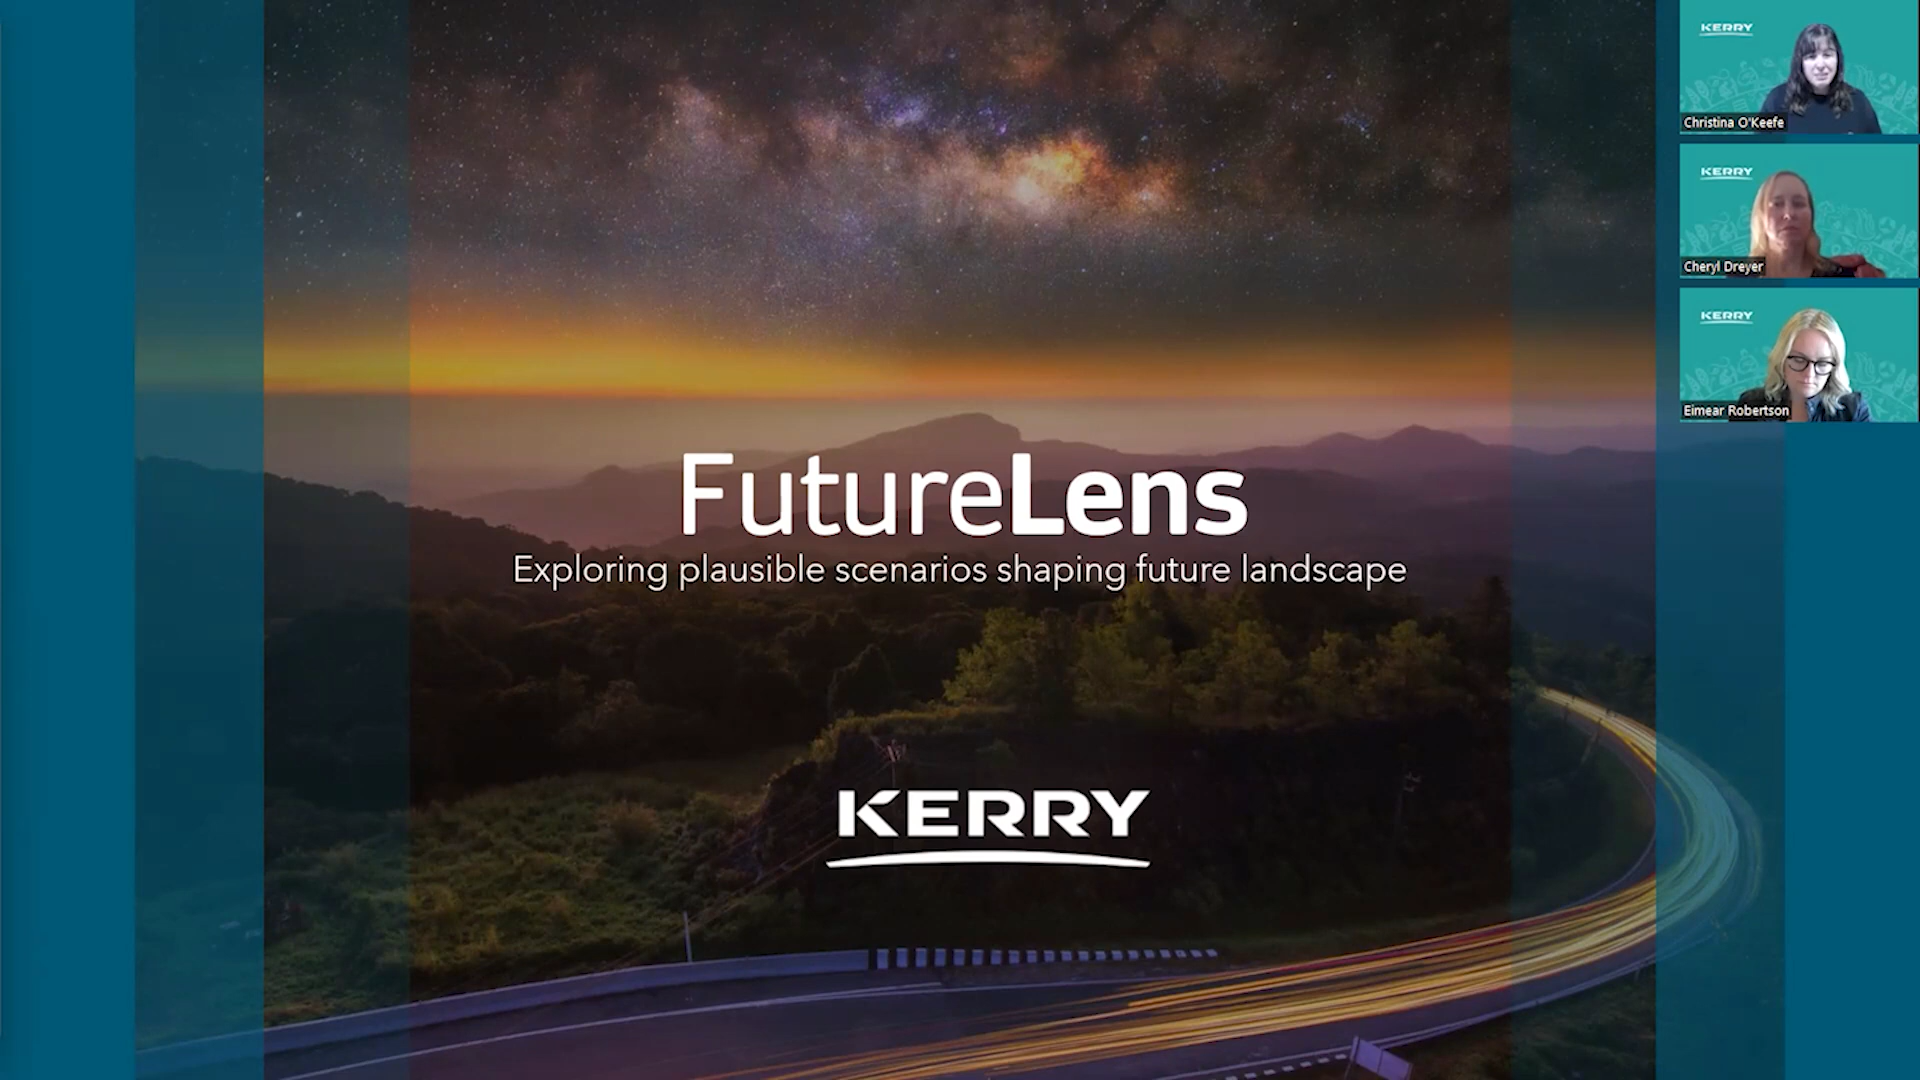 FutureLens
Exploring plausible scenarios shaping future landscape
KERRY
KERRY
Christina O'Keefe
KERRY
Cheryl Dreyer
KERRY
Eimear Robertson